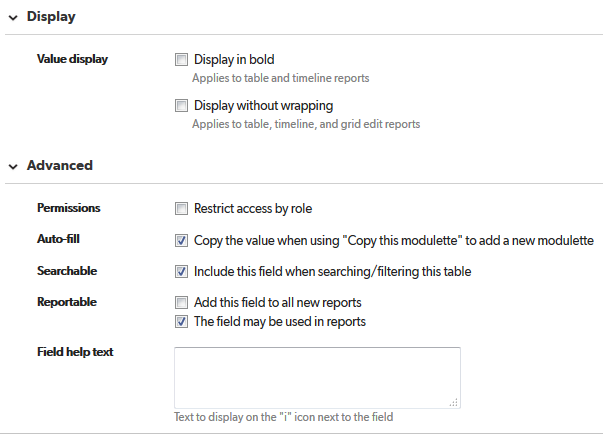 Display
Value display
Display in bold
Applies to table and timeline reports
Display without wrapping
Applies to table, timeline, and grid edit reports
Advanced
Permissions
Restrict access by role
Auto-fill
Copy the value when using "Copy this modulette" to add a new modulette
Searchable
Include this field when searching/filtering this table
Reportable
Add this field to all new reports
The field may be used in reports
Field help text
Text to display on the "i" icon next to the field